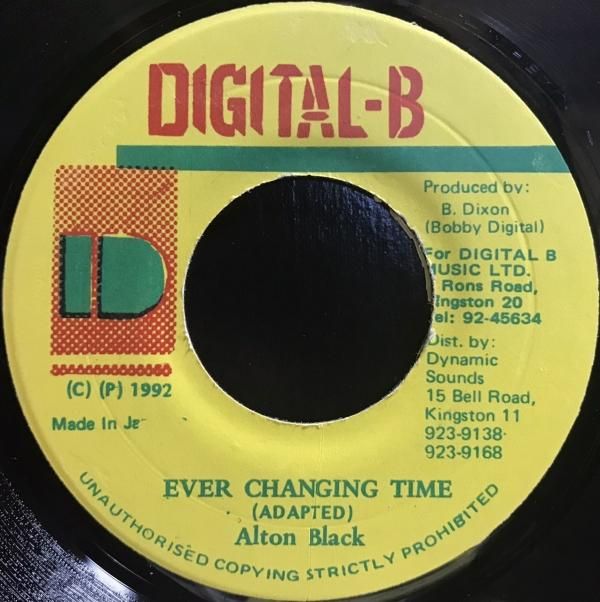 DIGITAL-B
Produced by:
B. Dixon
(Bobby Digital)
For DIGITAL B
MUSIC LTD.
Rons Road,
Kingston 20
Tel: 92-45634
Dist. by:
Dynamic
Sounds
15 Bell Road,
Kingston 11
923-9138
923-9168
D
(C) (P) 1992
Made In
EVER CHANGING TIME
(ADAPTED)
Alton Black
UNAUTHORISED COPYING STRICTLY PROHIBITED